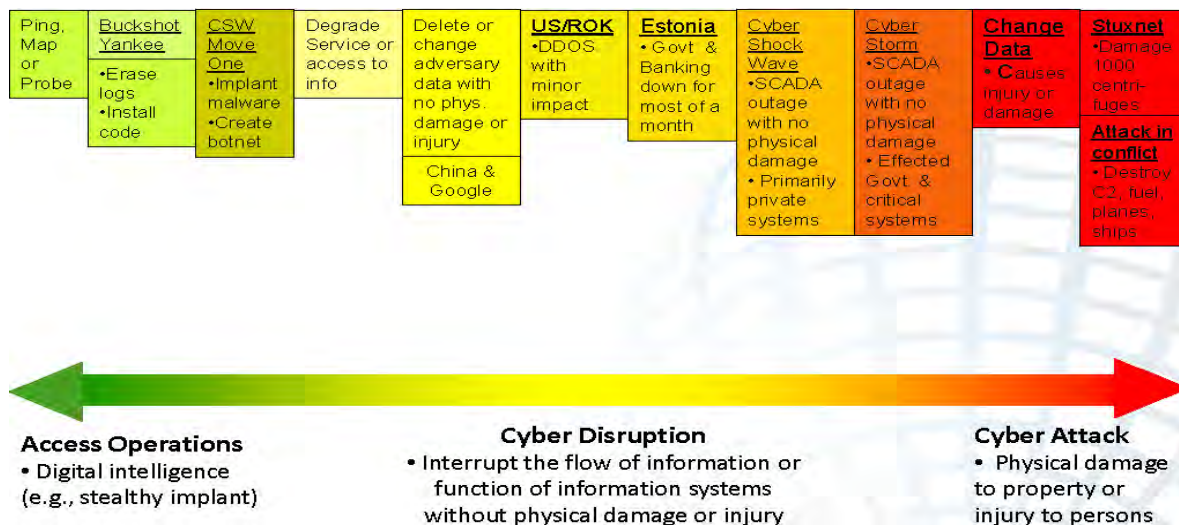 Ping,
Map
or
Probe
Buckshot
Yankee
•Erase
logs
•Install
code
CSW
Move
One
•Implant
malware
•Create
botnet
Degrade
Service or
access to
info
Delete or
change
adversary
data with
no phys.
damage or
injury
• China &
Google
US/ROK
•DDOS
with
minor
impact
Estonia
• Govt &
Banking
down for
most of a
month
Cyber
Shock
Wave
•SCADA
outage
with no
physical
damage
• Primarily
private
systems
Cyber
Storm
•SCADA
outage
with no
physical
damage
• Effected
Govt. &
critical
systems
Change
Data
• Causes
injury or
damage
Stuxnet
•Damage
1000
centri-
fuges
Attack in
conflict
• Destroy
C2, fuel,
planes,
ships
Access Operations
• Digital intelligence
(e.g., stealthy implant)
Cyber Disruption
• Interrupt the flow of information or
function of information systems
without physical damage or injury
Cyber Attack
• Physical damage
to property or
injury to persons